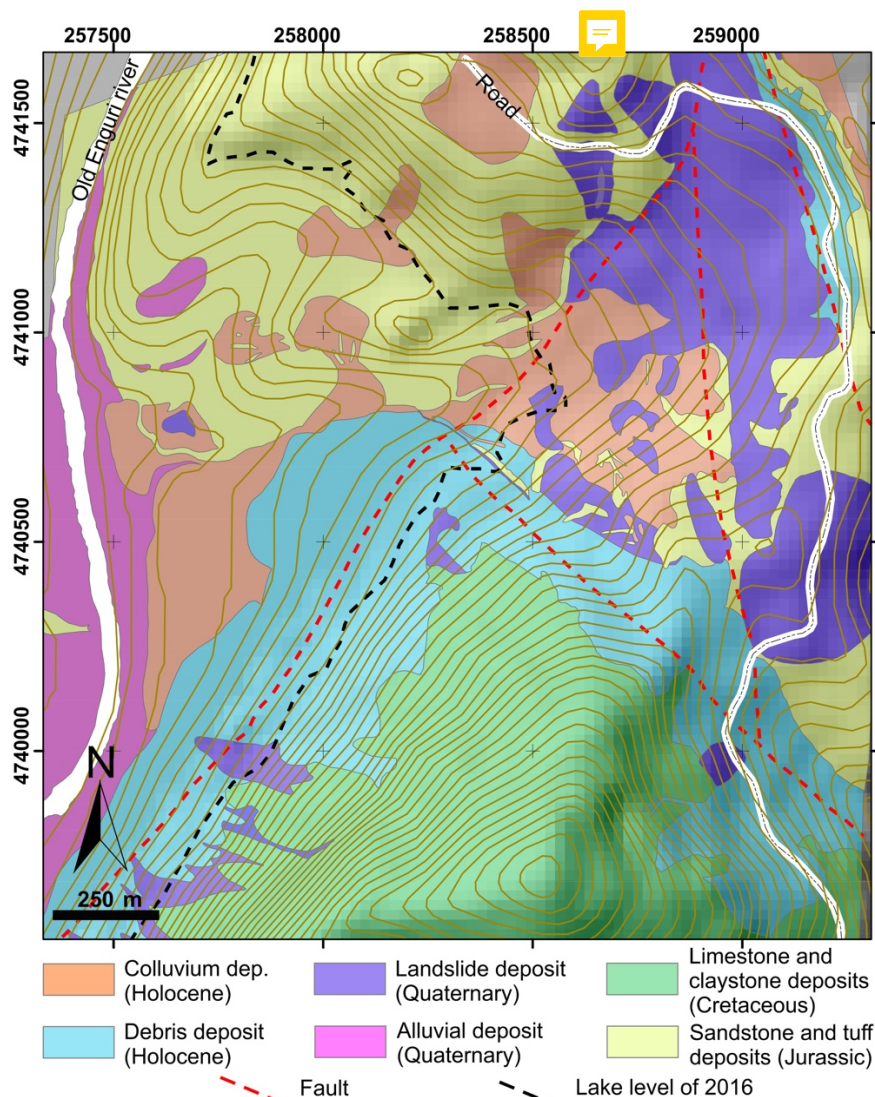 257500 258000 258500 259000
4741500
4741000
4740500
4740000
Old Enguri river
Road
N
250 m
Colluvium dep.
(Holocene)
Landslide deposit
(Quaternary)
Limestone and
claystone deposits
(Cretaceous)
Debris deposit
(Holocene)
Alluvial deposit
(Quaternary)
Sandstone and tuff
deposits (Jurassic)
Fault
Lake level of 2016